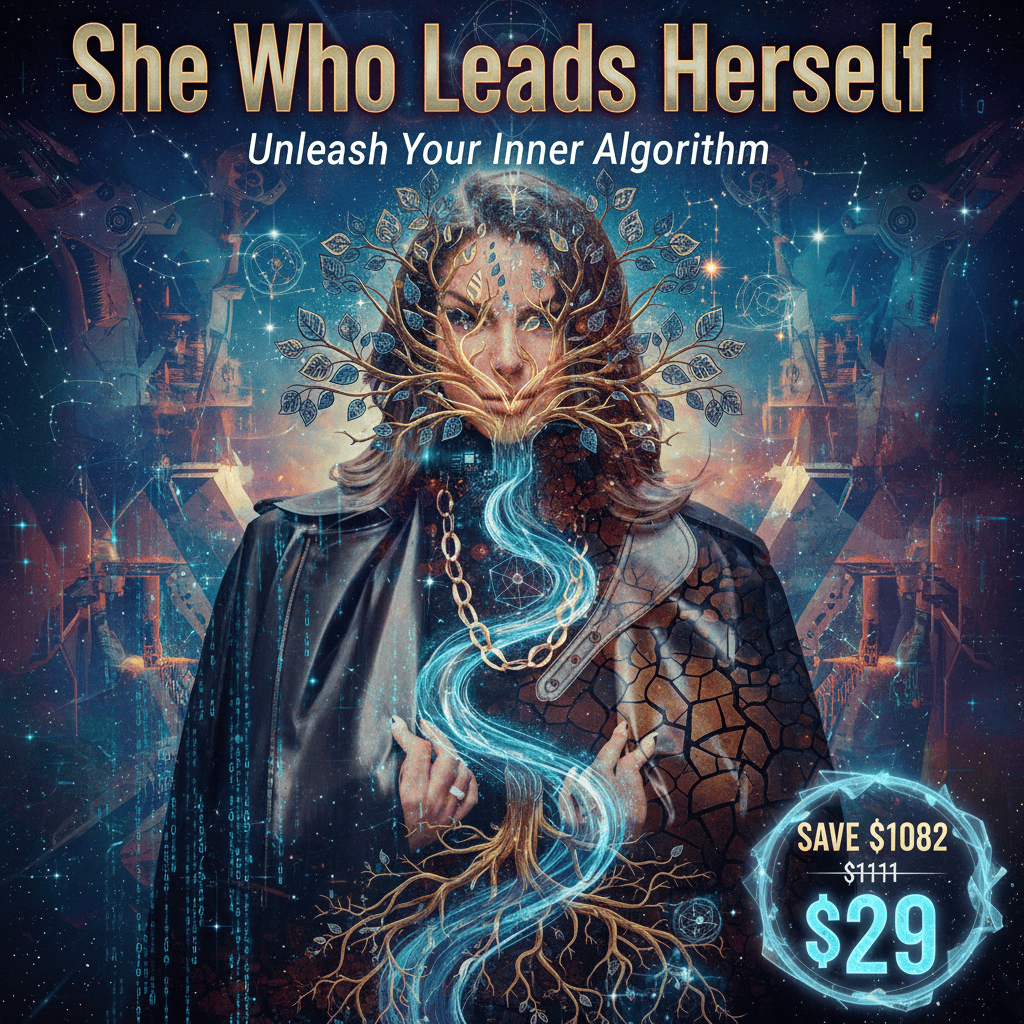 She Who Leads Herself
Unleash Your Inner Algorithm
SAVE $1082
$1111
$29